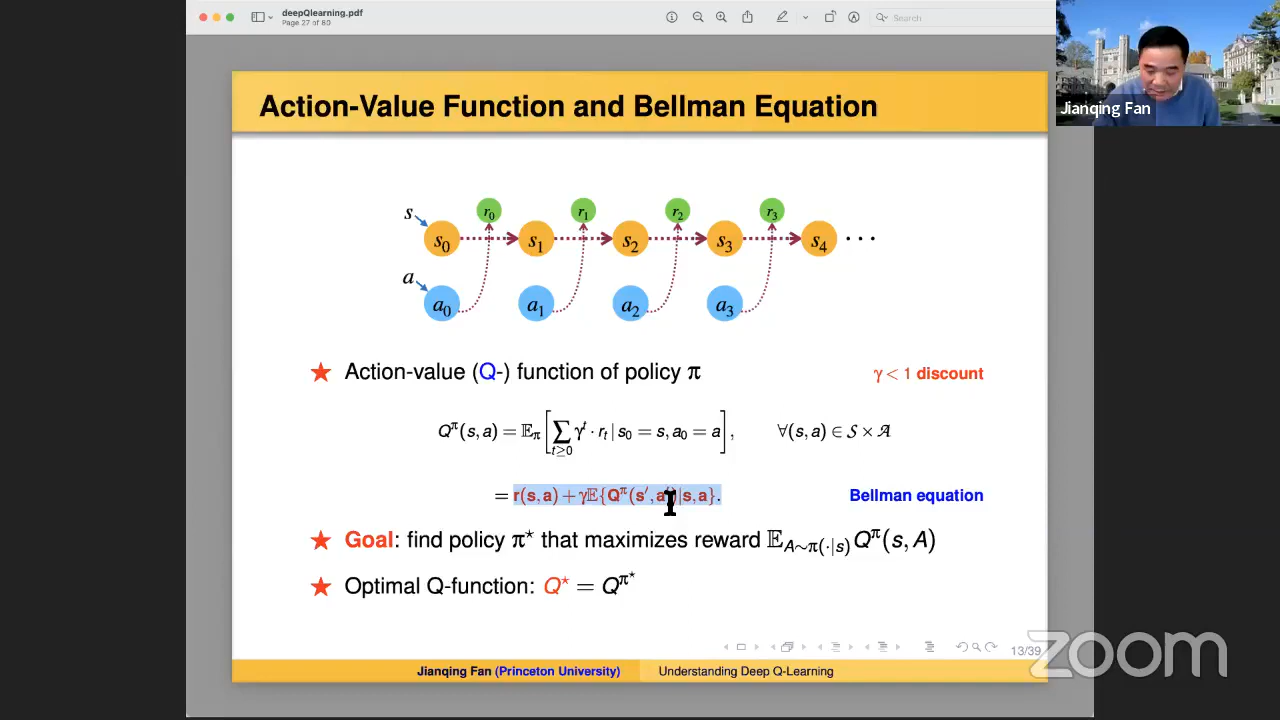 deepQlearning.pdf
Page 27 of 80
Search
Jianqing Fan
Action-Value Function and Bellman Equation
s r₀ r₁ r₂ r₃
s₀ s₁ s₂ s₃ s₄ ···
a
a₀ a₁ a₂ a₃
★ Action-value (Q-) function of policy π γ < 1 discount
Q^π(s, a) = 𝔼_π[∑_{t≥0} γ^t · r_t | s₀ = s, a₀ = a], ∀(s, a) ∈ 𝒮 × 𝒜
= r(s, a) + γ𝔼{Q^π(s′, a′)|s, a}. Bellman equation
★ Goal: find policy π* that maximizes reward 𝔼_{A∼π(·|s)}Q^π(s, A)
★ Optimal Q-function: Q* = Q^{π*}
13/39
zoom
Jianqing Fan (Princeton University) Understanding Deep Q-Learning